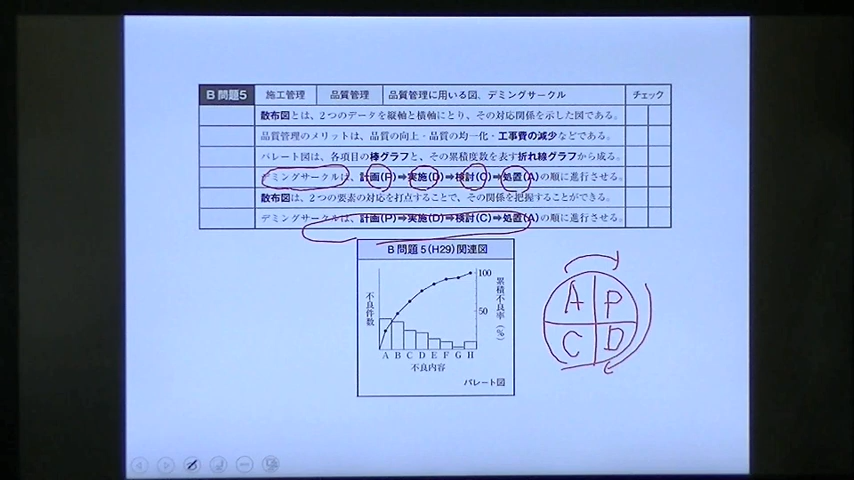 B 問題5 施工管理 品質管理 品質管理に用いる図、デミングサークル チェック
散布図とは、2つのデータを縦軸と横軸にとり、その対応関係を示した図である。
品質管理のメリットは、品質の向上・品質の均一化・工事費の減少などである。
パレート図は、各項目の棒グラフと、その累積度数を表す折れ線グラフから成る。
デミングサークルは、計画(P)⇒実施(D)⇒検討(C)⇒処置(A)の順に進行させる。
散布図は、2つの要素の対応を打点することで、その関係を把握することができる。
デミングサークルは、計画(P)⇒実施(D)⇒検討(C)⇒処置(A)の順に進行させる。
B 問題5(H29)関連図
不良件数
100
50
累積不良率(%)
A B C D E F G H
不良内容
パレート図
A P
C D